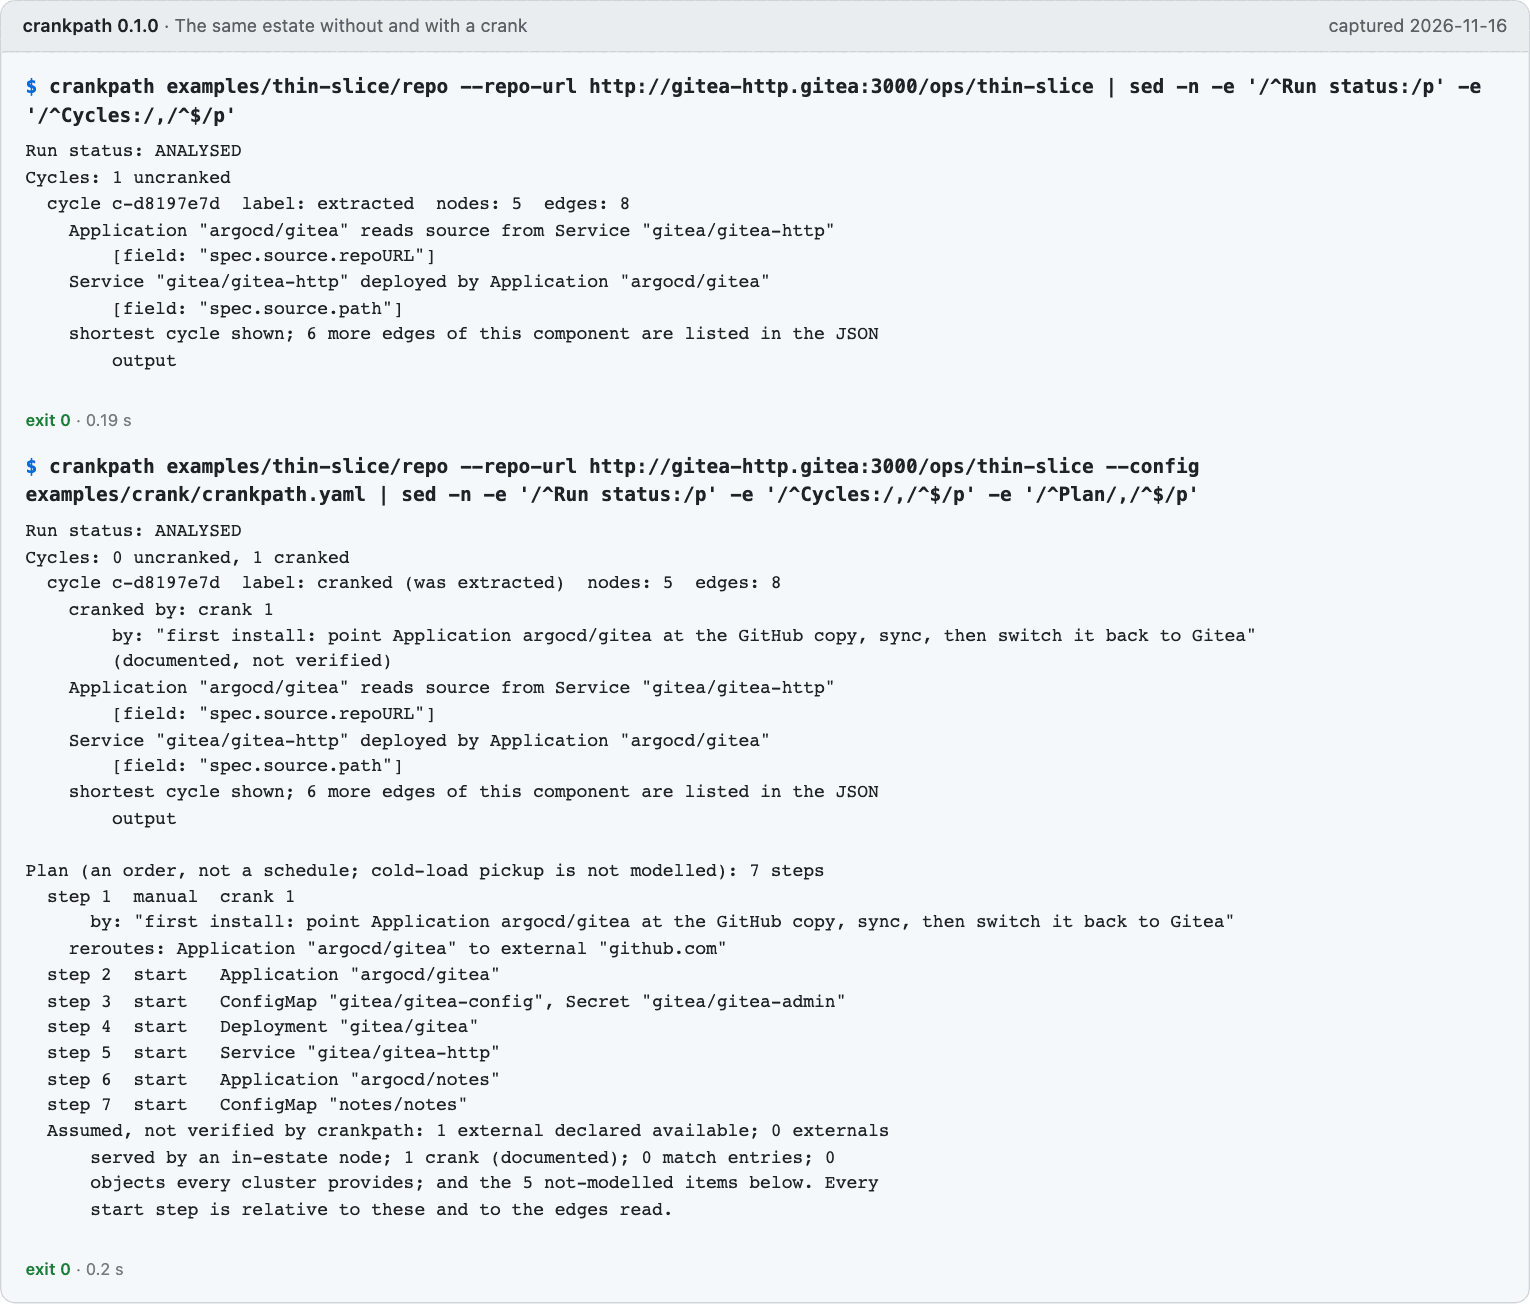 crankpath 0.1.0 · The same estate without and with a crank
captured 2026-11-16
$ crankpath examples/thin-slice/repo --repo-url http://gitea-http.gitea:3000/ops/thin-slice | sed -n -e '/^Run status:/p' -e
'/^Cycles:/,/^$/p'
Run status: ANALYSED
Cycles: 1 uncranked
  cycle c-d8197e7d  label: extracted  nodes: 5  edges: 8
    Application "argocd/gitea" reads source from Service "gitea/gitea-http"
        [field: "spec.source.repoURL"]
    Service "gitea/gitea-http" deployed by Application "argocd/gitea"
        [field: "spec.source.path"]
    shortest cycle shown; 6 more edges of this component are listed in the JSON
        output
exit 0 · 0.19 s
$ crankpath examples/thin-slice/repo --repo-url http://gitea-http.gitea:3000/ops/thin-slice --config
examples/crank/crankpath.yaml | sed -n -e '/^Run status:/p' -e '/^Cycles:/,/^$/p' -e '/^Plan/,/^$/p'
Run status: ANALYSED
Cycles: 0 uncranked, 1 cranked
  cycle c-d8197e7d  label: cranked (was extracted)  nodes: 5  edges: 8
    cranked by: crank 1
        by: "first install: point Application argocd/gitea at the GitHub copy, sync, then switch it back to Gitea"
        (documented, not verified)
    Application "argocd/gitea" reads source from Service "gitea/gitea-http"
        [field: "spec.source.repoURL"]
    Service "gitea/gitea-http" deployed by Application "argocd/gitea"
        [field: "spec.source.path"]
    shortest cycle shown; 6 more edges of this component are listed in the JSON
        output
Plan (an order, not a schedule; cold-load pickup is not modelled): 7 steps
  step 1  manual  crank 1
      by: "first install: point Application argocd/gitea at the GitHub copy, sync, then switch it back to Gitea"
    reroutes: Application "argocd/gitea" to external "github.com"
  step 2  start   Application "argocd/gitea"
  step 3  start   ConfigMap "gitea/gitea-config", Secret "gitea/gitea-admin"
  step 4  start   Deployment "gitea/gitea"
  step 5  start   Service "gitea/gitea-http"
  step 6  start   Application "argocd/notes"
  step 7  start   ConfigMap "notes/notes"
  Assumed, not verified by crankpath: 1 external declared available; 0 externals
      served by an in-estate node; 1 crank (documented); 0 match entries; 0
      objects every cluster provides; and the 5 not-modelled items below. Every
      start step is relative to these and to the edges read.
exit 0 · 0.2 s